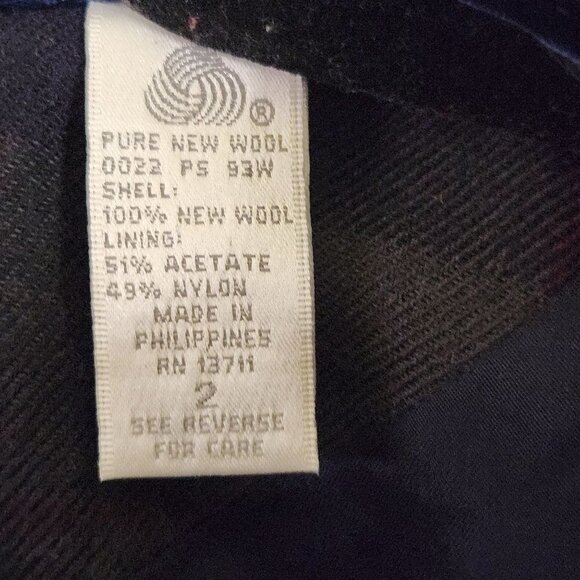 ®
PURE NEW WOOL
0022 PS 93W
SHELL:
100% NEW WOOL
LINING:
51% ACETATE
49% NYLON
MADE IN
PHILIPPINES
RN 13711
2
SEE REVERSE
FOR CARE